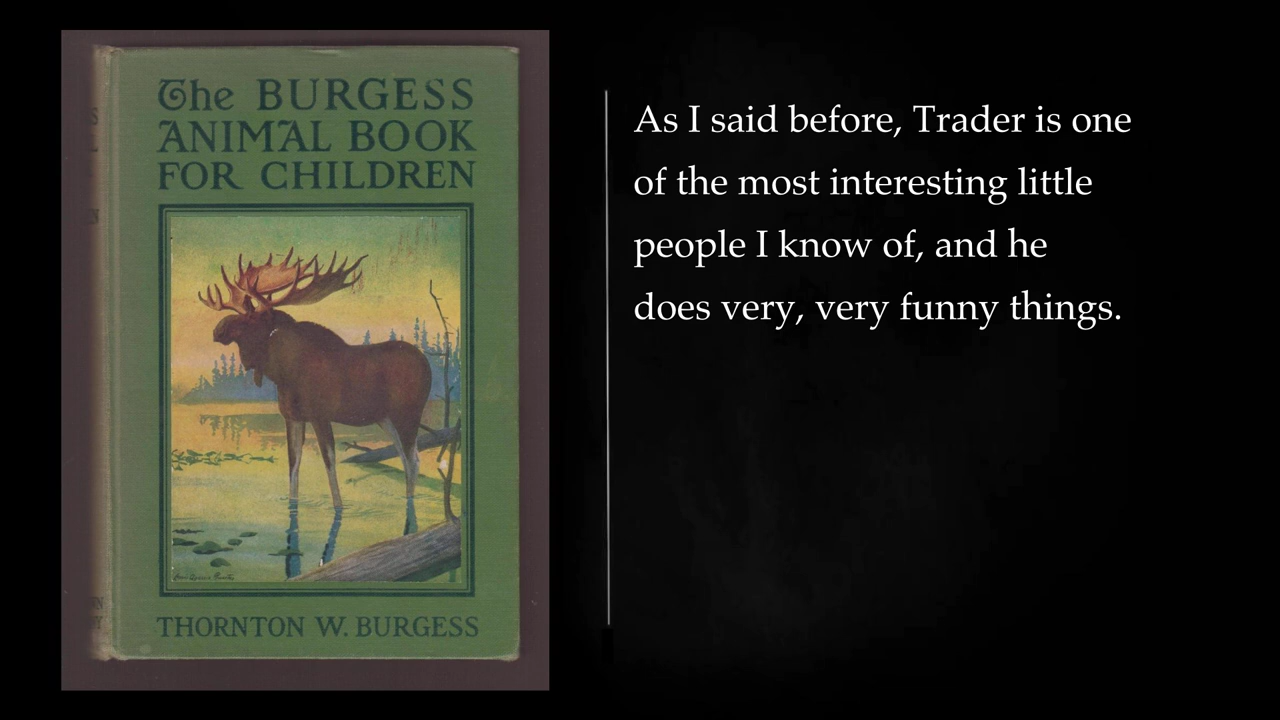 The BURGESS
ANIMAL BOOK
FOR CHILDREN
THORNTON W. BURGESS
As I said before, Trader is one
of the most interesting little
people I know of, and he
does very, very funny things.